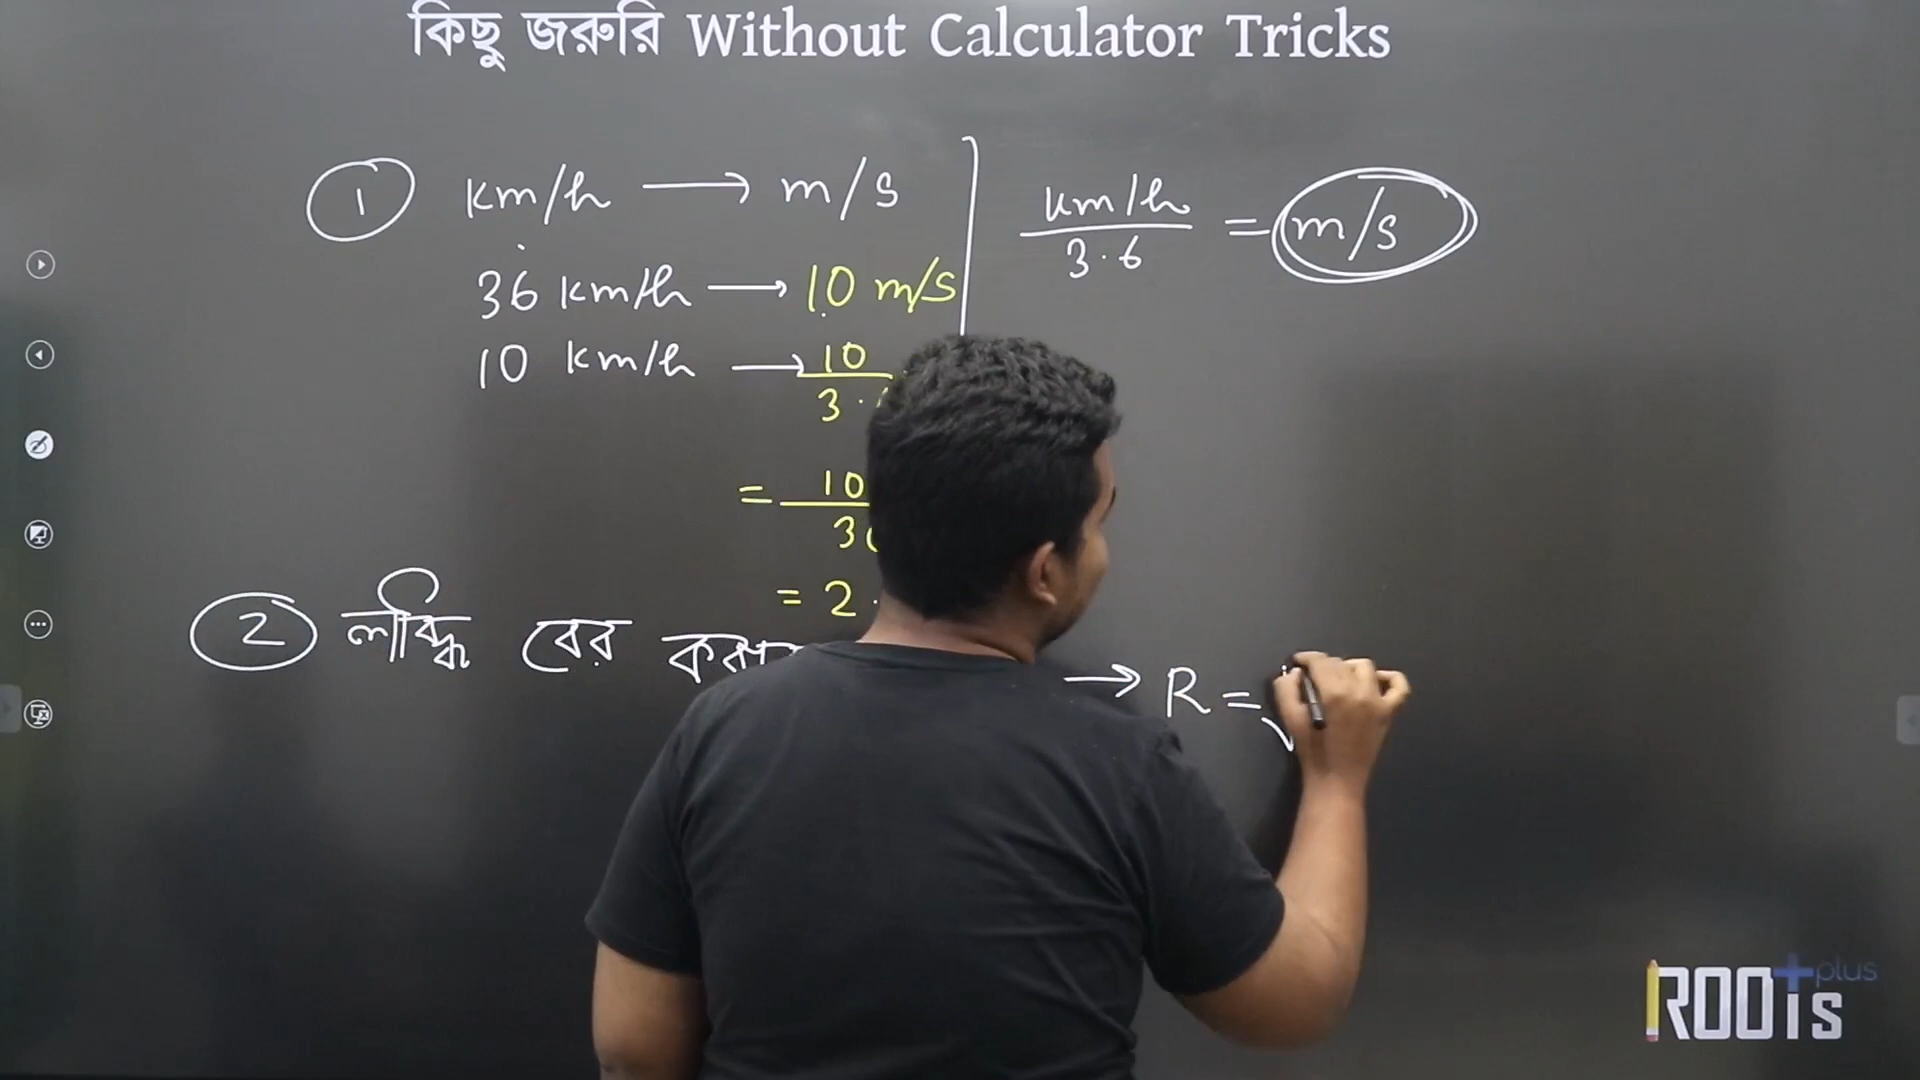 কিছু জরুরি Without Calculator Tricks
1 km/h → m/s
km/h / 3.6 = m/s
36 km/h → 10 m/s
10 km/h → 10 / 3.
= 10 / 3
= 2.
2 লব্ধি বের → R = √
ROOTs plus